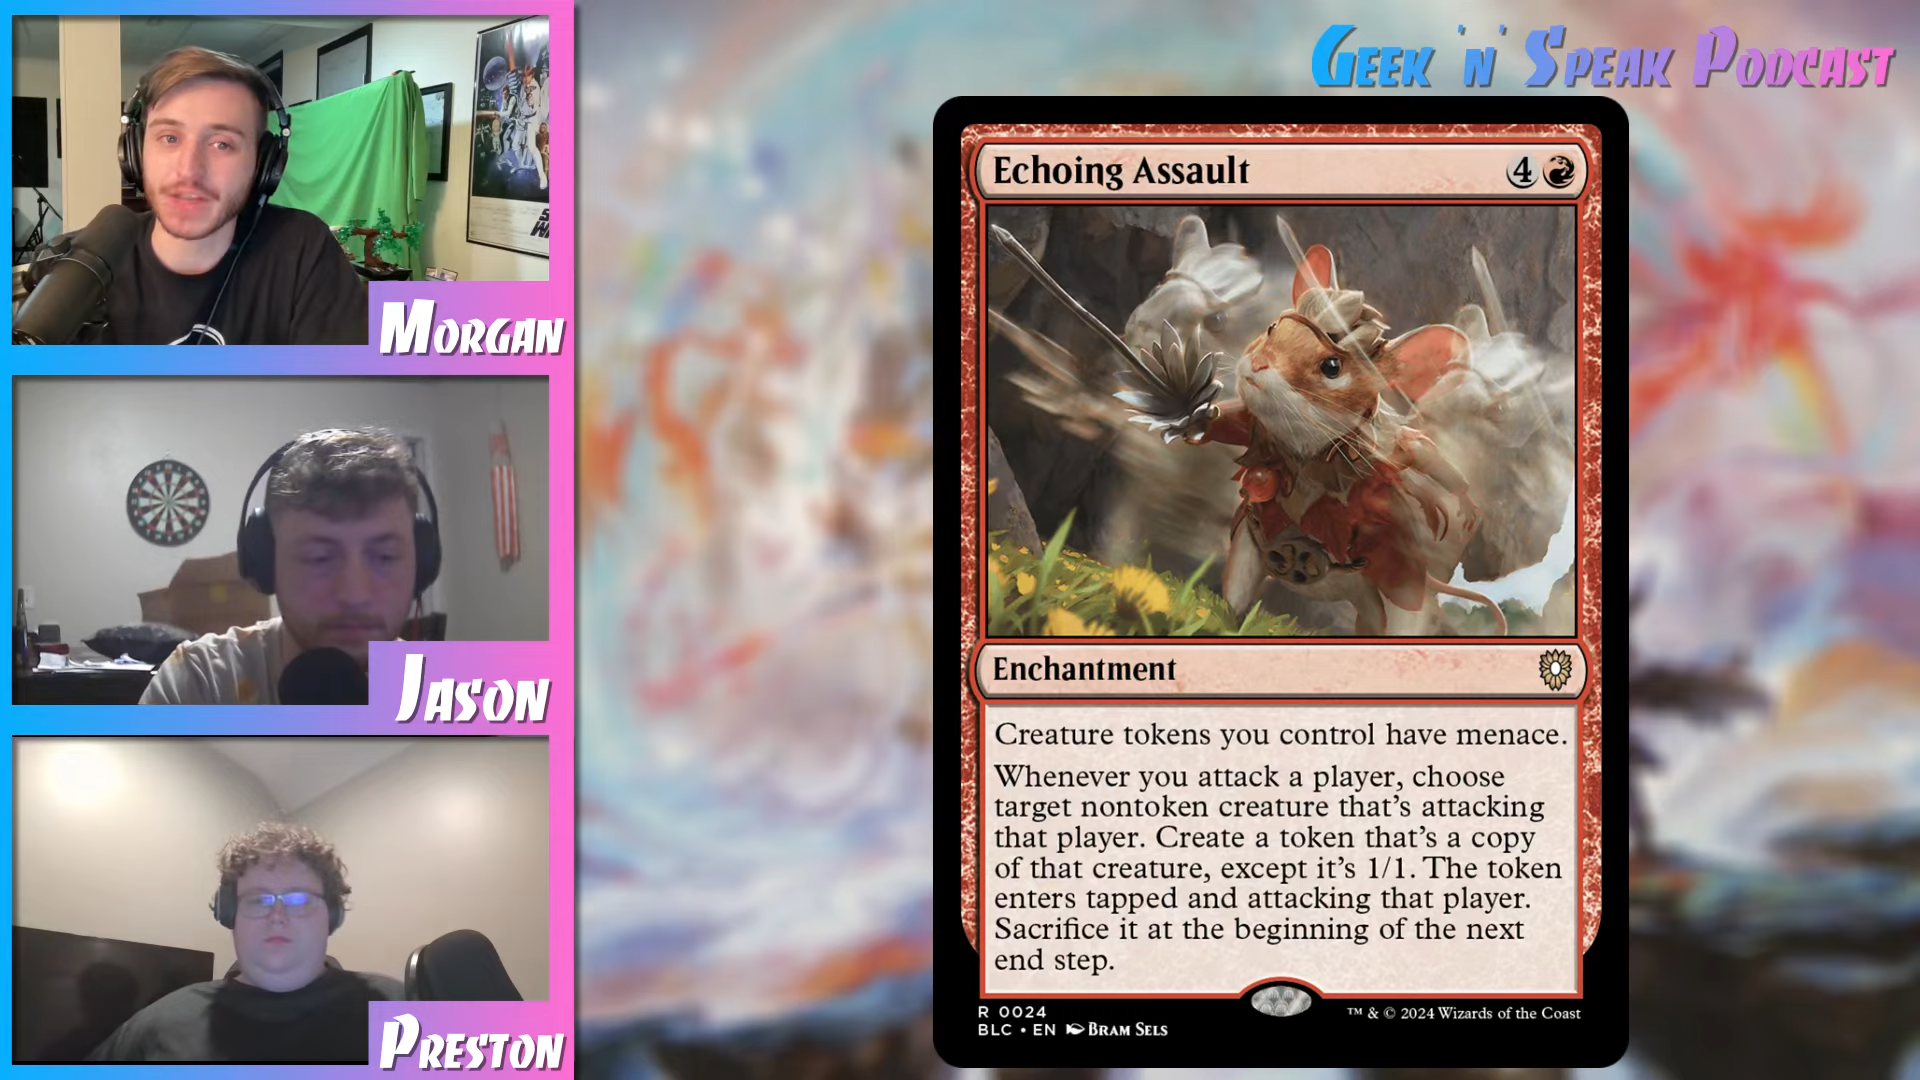 GEEK 'N' SPEAK PODCAST
MORGAN
JASON
PRESTON
Echoing Assault 4
Enchantment
Creature tokens you control have menace.
Whenever you attack a player, choose
target nontoken creature that's attacking
that player. Create a token that's a copy
of that creature, except it's 1/1. The token
enters tapped and attacking that player.
Sacrifice it at the beginning of the next
end step.
R 0024
BLC • EN BRAM SELS
™ & © 2024 Wizards of the Coast